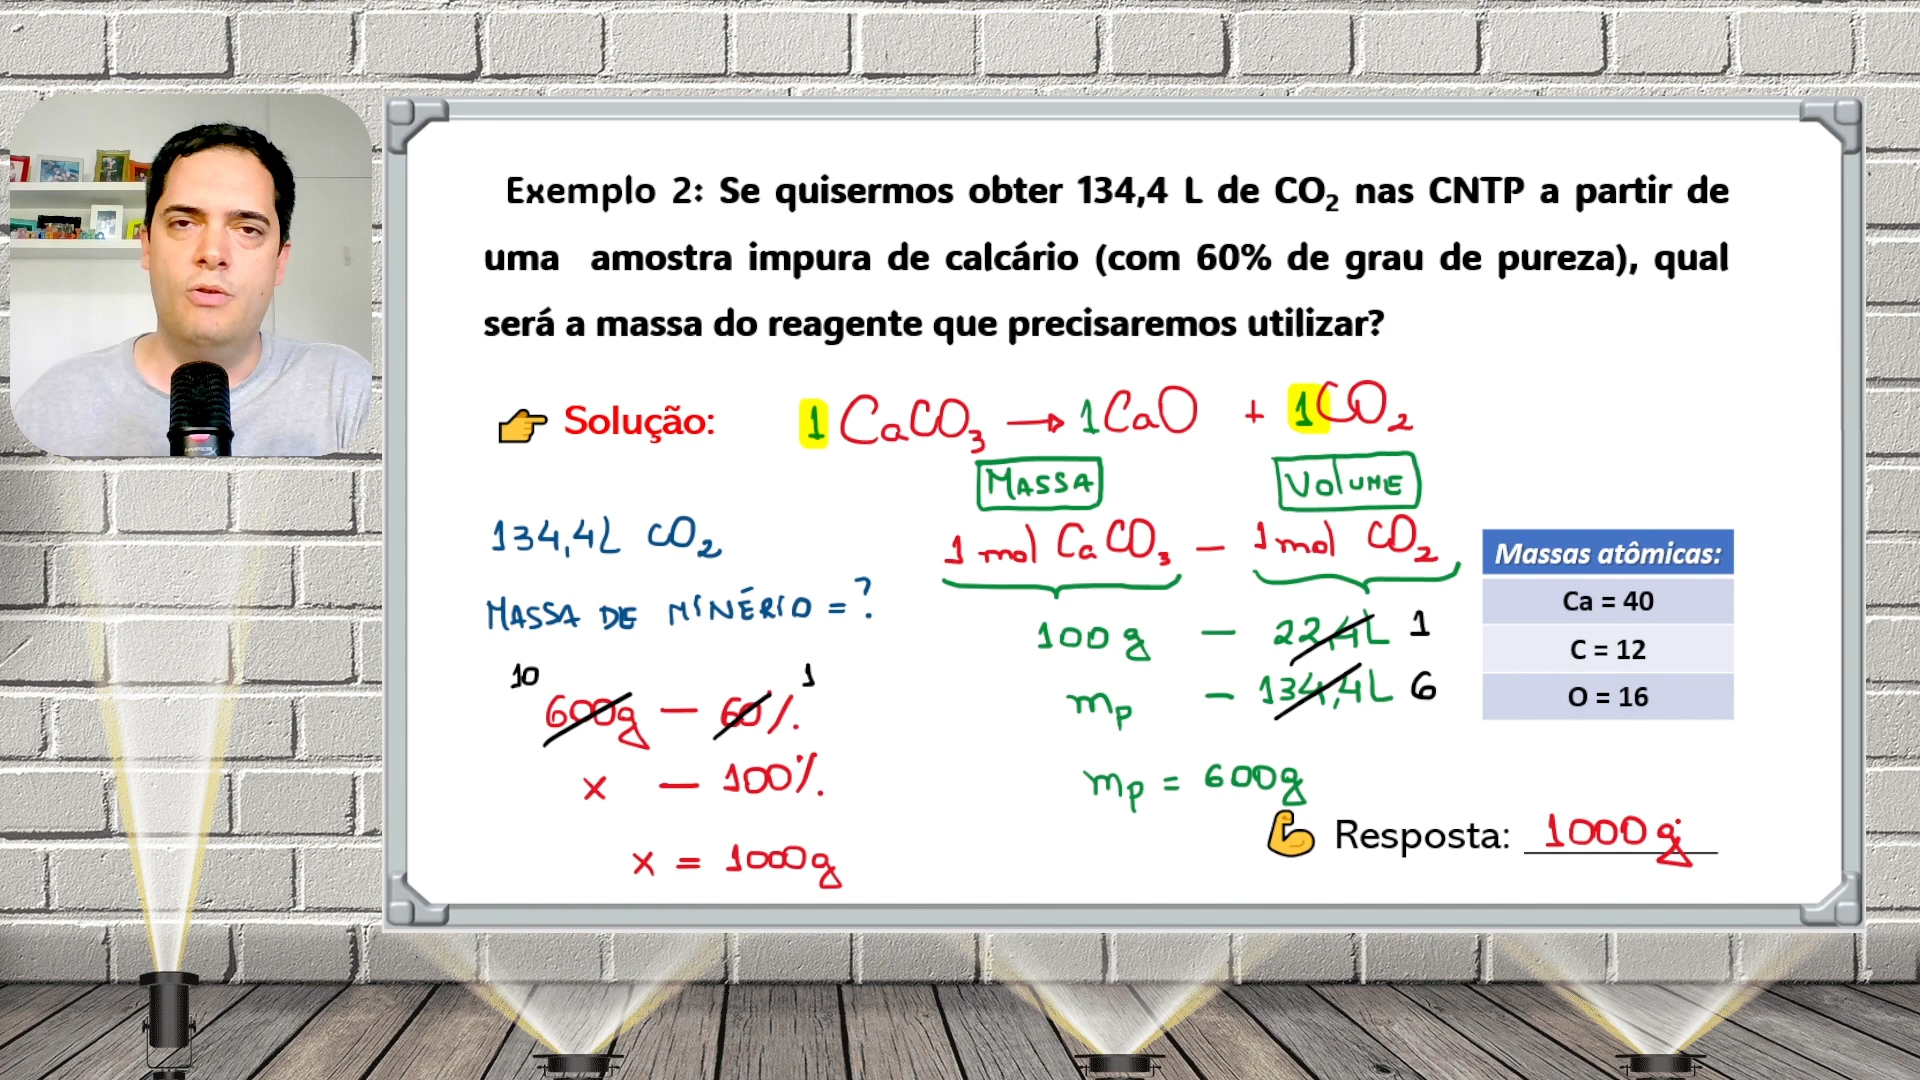 Exemplo 2: Se quisermos obter 134,4 L de CO₂ nas CNTP a partir de
uma amostra impura de calcário (com 60% de grau de pureza), qual
será a massa do reagente que precisaremos utilizar?
👉 Solução: 1 CaCO₃ → 1 CaO + 1 CO₂
MASSA VOLUME
134,4L CO₂
1 mol CaCO₃ – 1 mol CO₂
MASSA DE MINÉRIO = ?
100 g – 22,4L 1
mₚ – 134,4L 6
mₚ = 600g
10 1
600g – 60%
x – 100%
x = 1000g
Massas atômicas:
Ca = 40
C = 12
O = 16
💪 Resposta: 1000 g
HYPERX